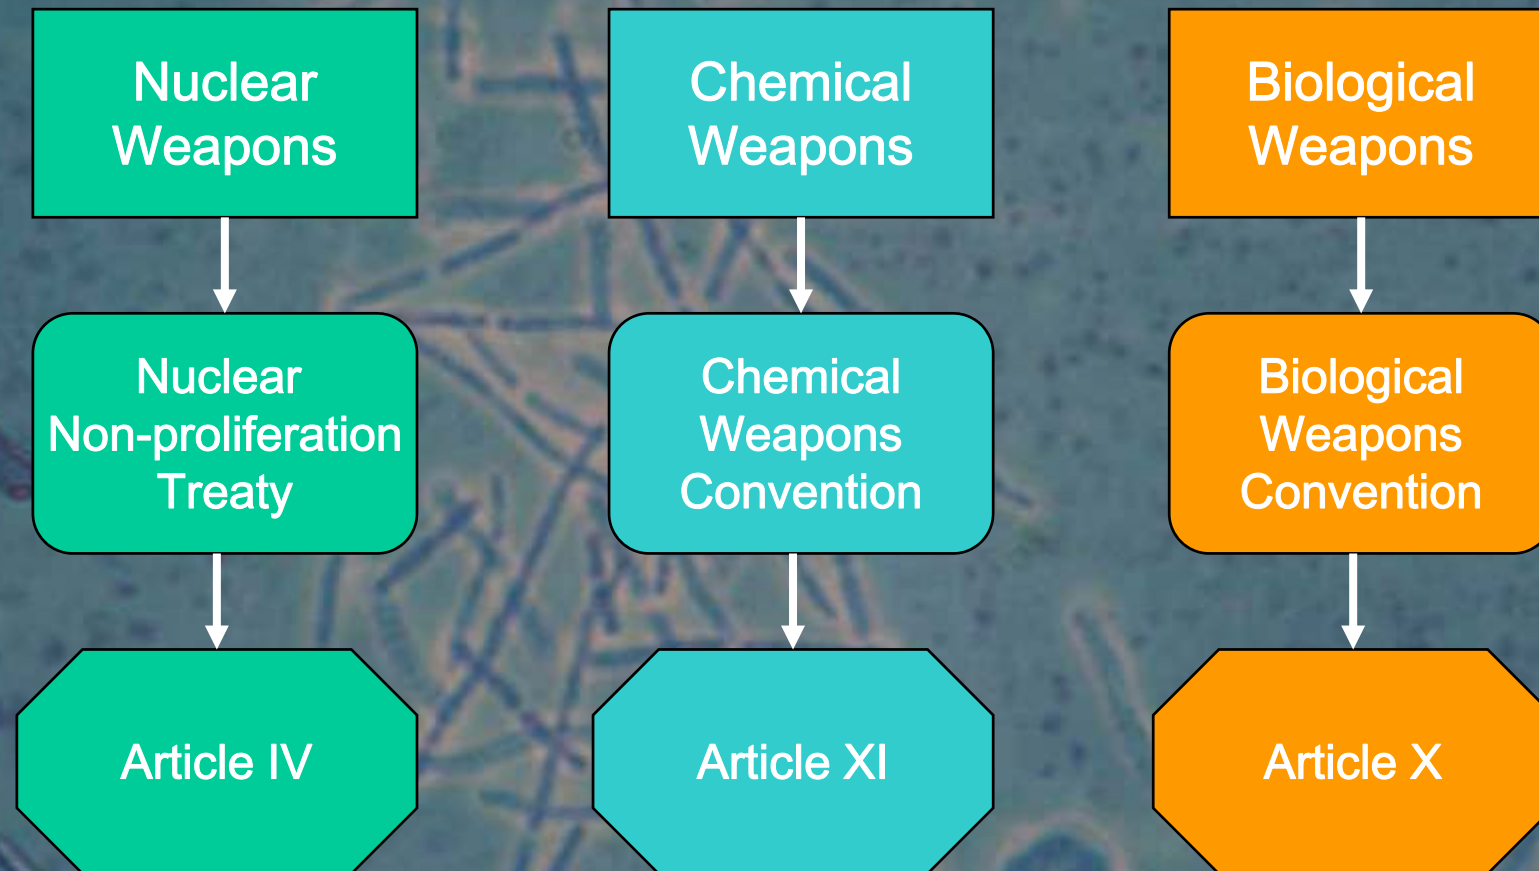 Nuclear
Weapons
Chemical
Weapons
Biological
Weapons
Nuclear
Non-proliferation
Treaty
Chemical
Weapons
Convention
Biological
Weapons
Convention
Article IV
Article XI
Article X